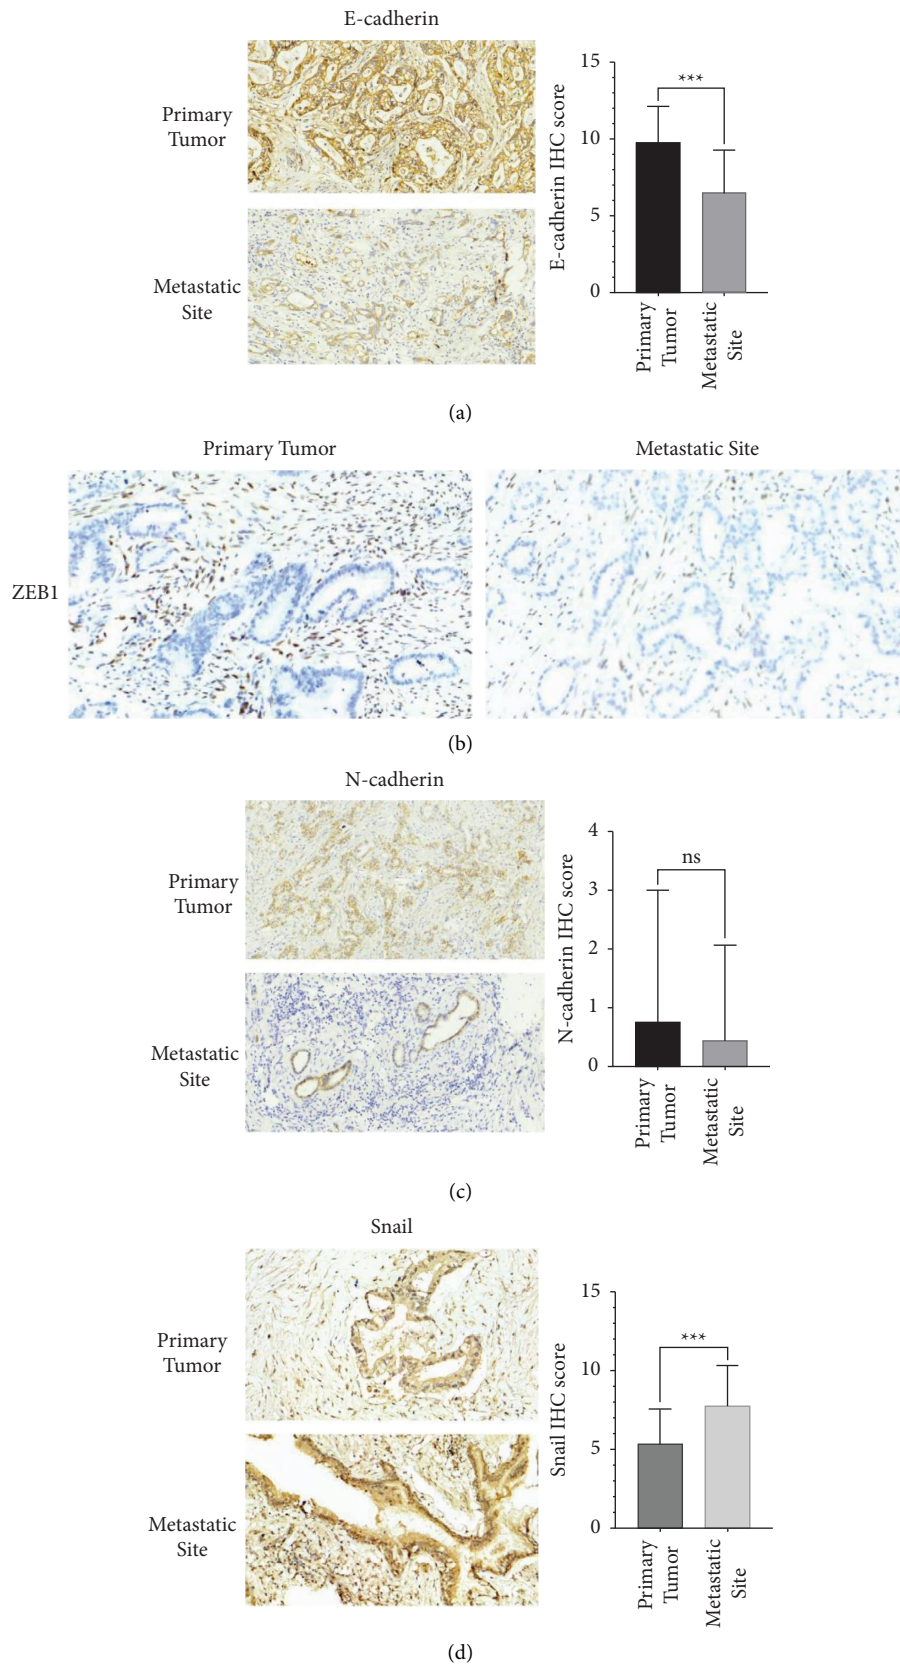 E-cadherin
Primary
Tumor
Metastatic
Site
E-cadherin IHC score
15
10
5
0
***
Primary
Tumor
Metastatic
Site
(a)
Primary Tumor
Metastatic Site
ZEB1
(b)
N-cadherin
Primary
Tumor
Metastatic
Site
N-cadherin IHC score
4
3
2
1
0
ns
Primary
Tumor
Metastatic
Site
(c)
Snail
Primary
Tumor
Metastatic
Site
Snail IHC score
15
10
5
0
***
Primary
Tumor
Metastatic
Site
(d)